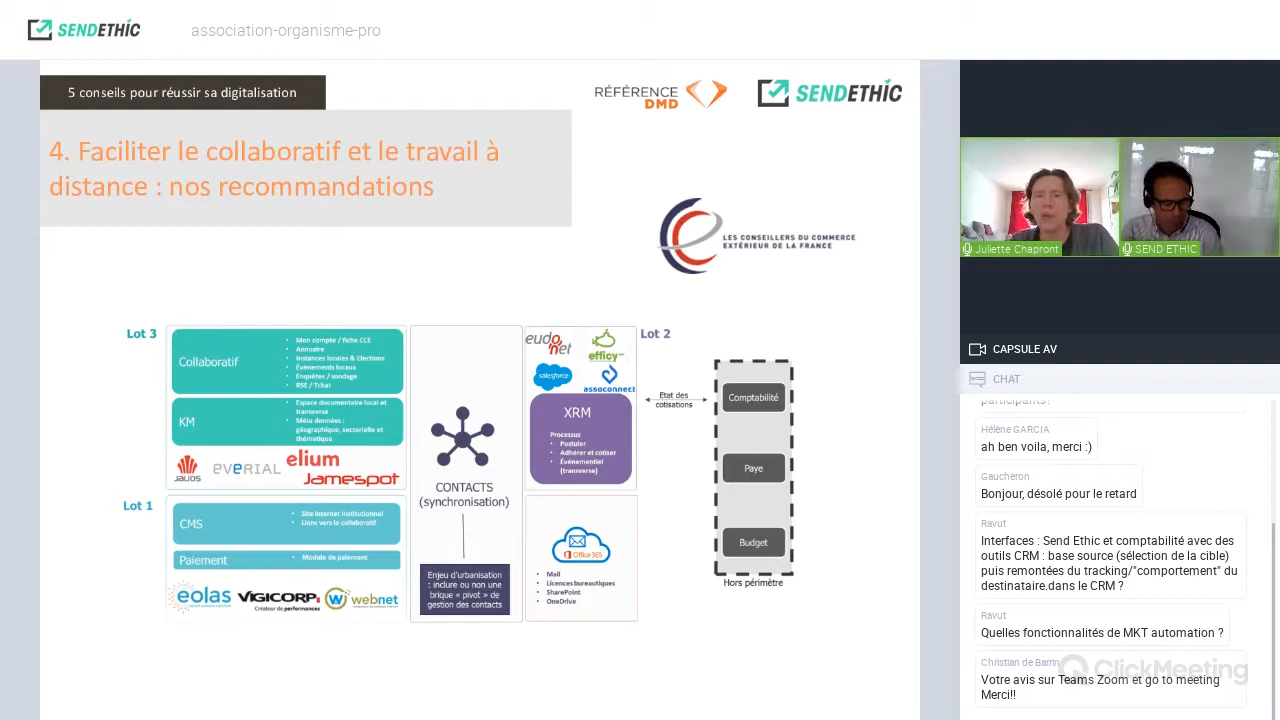 SENDETHIC
association-organisme-pro
5 conseils pour réussir sa digitalisation
RÉFÉRENCE
DMD
SENDETHIC
4. Faciliter le collaboratif et le travail à
distance : nos recommandations
LES CONSEILLERS DU COMMERCE
EXTÉRIEUR DE LA FRANCE
Lot 3
Collaboratif
• Mon compte / fiche CCE
• Annuaire
• Instances locales & Elections
• Événements locaux
• Enquêtes / sondage
• RSE / Tchat
KM
• Espace documentaire local et
transverse
• Méta données :
géographique, sectorielle et
thématique
JALIOS
EVERIAL
elium
Jamespot
Lot 1
CMS
• Site internet institutionnel
• Lien vers le collaboratif
Paiement
• Module de paiement
eolas
VIGICORP.
Créateur de performances
W webnet
CONTACTS
(synchronisation)
Enjeu d'urbanisation
: inclure ou non une
brique « pivot » de
gestion des contacts
eudonet
efficy
salesforce
assoconnect
Lot 2
XRM
Processus
• Postuler
• Adhérer et cotiser
• Événementiel
(transverse)
Office 365
• Mail
• Licences bureautiques
• SharePoint
• OneDrive
Etat des
cotisations
Comptabilité
Paye
Budget
Hors périmètre
Juliette Chapront
SEND ETHIC
CAPSULE AV
CHAT
participants?
Hélène GARCIA
ah ben voila, merci :)
Gaucheron
Bonjour, désolé pour le retard
Ravut
Interfaces : Send Ethic et compatibilité avec des
outils CRM : base source (sélection de la cible)
puis remontées du tracking/"comportement" du
destinataire.dans le CRM ?
Ravut
Quelles fonctionnalités de MKT automation ?
Christian de Barrin
Votre avis sur Teams Zoom et go to meeting
Merci!!
ClickMeeting